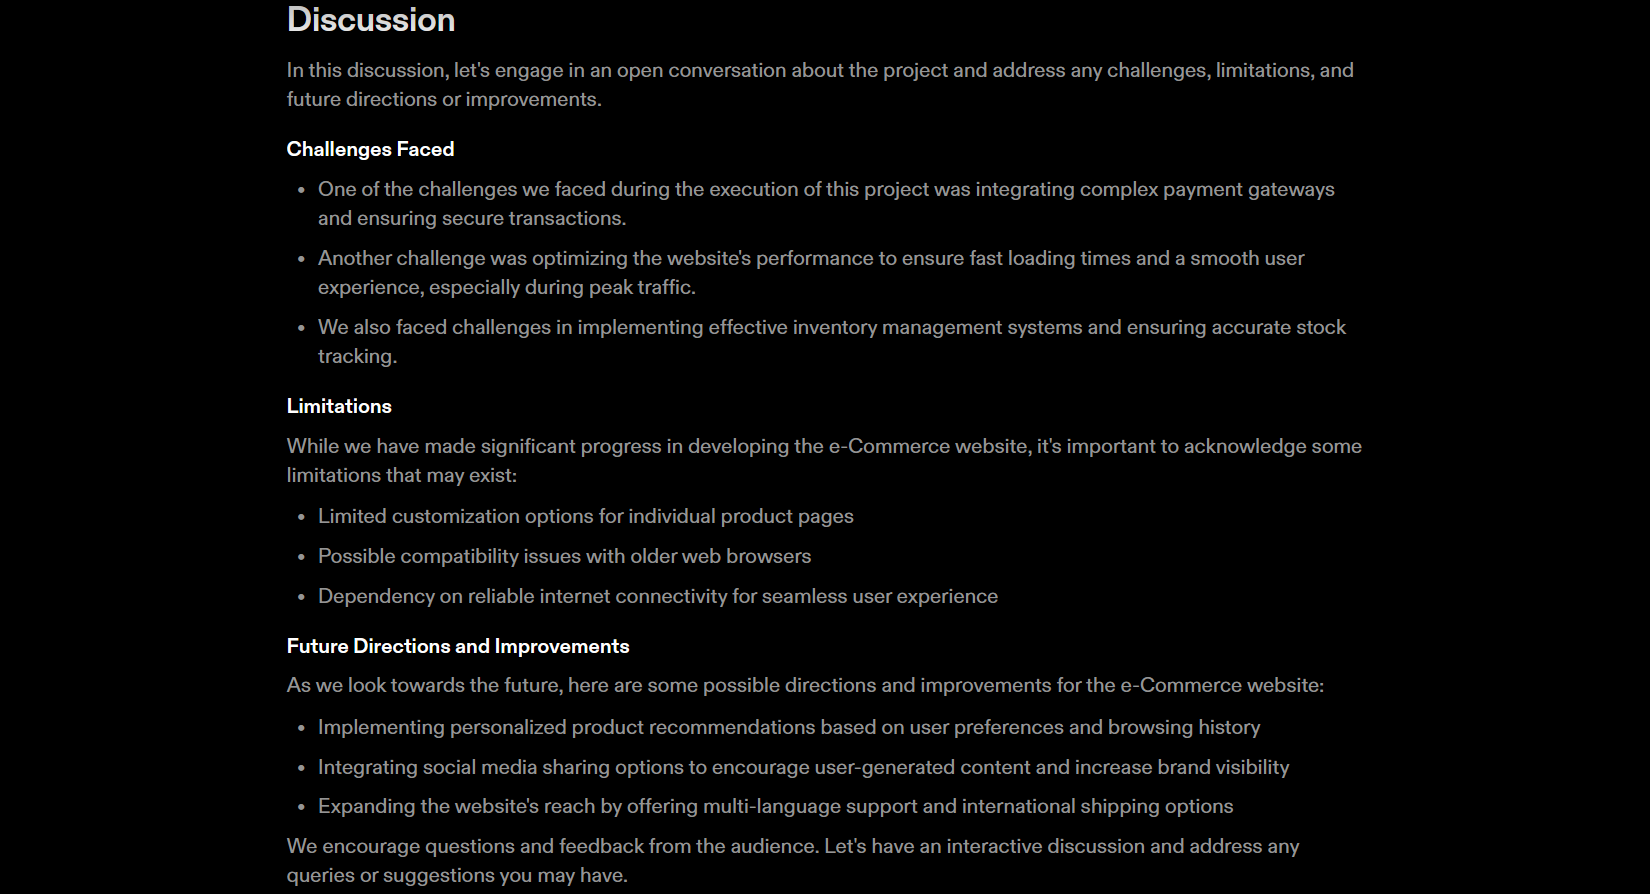 Discussion
In this discussion, let's engage in an open conversation about the project and address any challenges, limitations, and
future directions or improvements.
Challenges Faced
• One of the challenges we faced during the execution of this project was integrating complex payment gateways
and ensuring secure transactions.
• Another challenge was optimizing the website's performance to ensure fast loading times and a smooth user
experience, especially during peak traffic.
• We also faced challenges in implementing effective inventory management systems and ensuring accurate stock
tracking.
Limitations
While we have made significant progress in developing the e-Commerce website, it's important to acknowledge some
limitations that may exist:
• Limited customization options for individual product pages
• Possible compatibility issues with older web browsers
• Dependency on reliable internet connectivity for seamless user experience
Future Directions and Improvements
As we look towards the future, here are some possible directions and improvements for the e-Commerce website:
• Implementing personalized product recommendations based on user preferences and browsing history
• Integrating social media sharing options to encourage user-generated content and increase brand visibility
• Expanding the website's reach by offering multi-language support and international shipping options
We encourage questions and feedback from the audience. Let's have an interactive discussion and address any
queries or suggestions you may have.